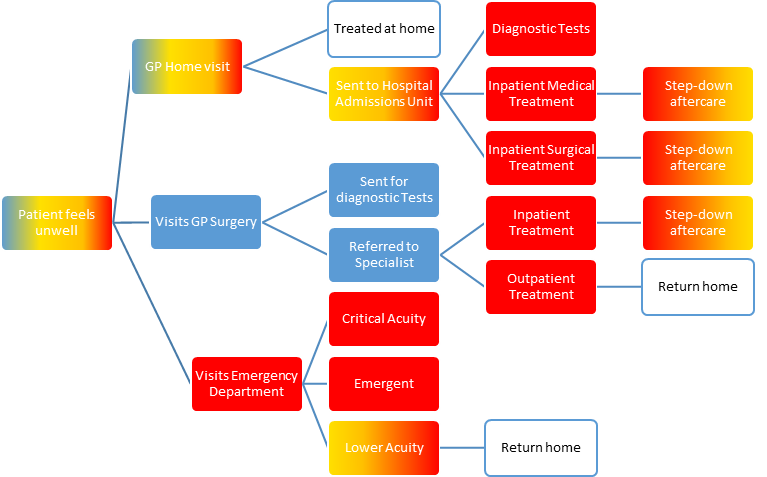 Patient feels
unwell
GP Home visit
Treated at home
Sent to Hospital
Admissions Unit
Diagnostic Tests
Inpatient Medical
Treatment
Step-down
aftercare
Inpatient Surgical
Treatment
Step-down
aftercare
Visits GP Surgery
Sent for
diagnostic Tests
Referred to
Specialist
Inpatient
Treatment
Step-down
aftercare
Outpatient
Treatment
Return home
Visits Emergency
Department
Critical Acuity
Emergent
Lower Acuity
Return home